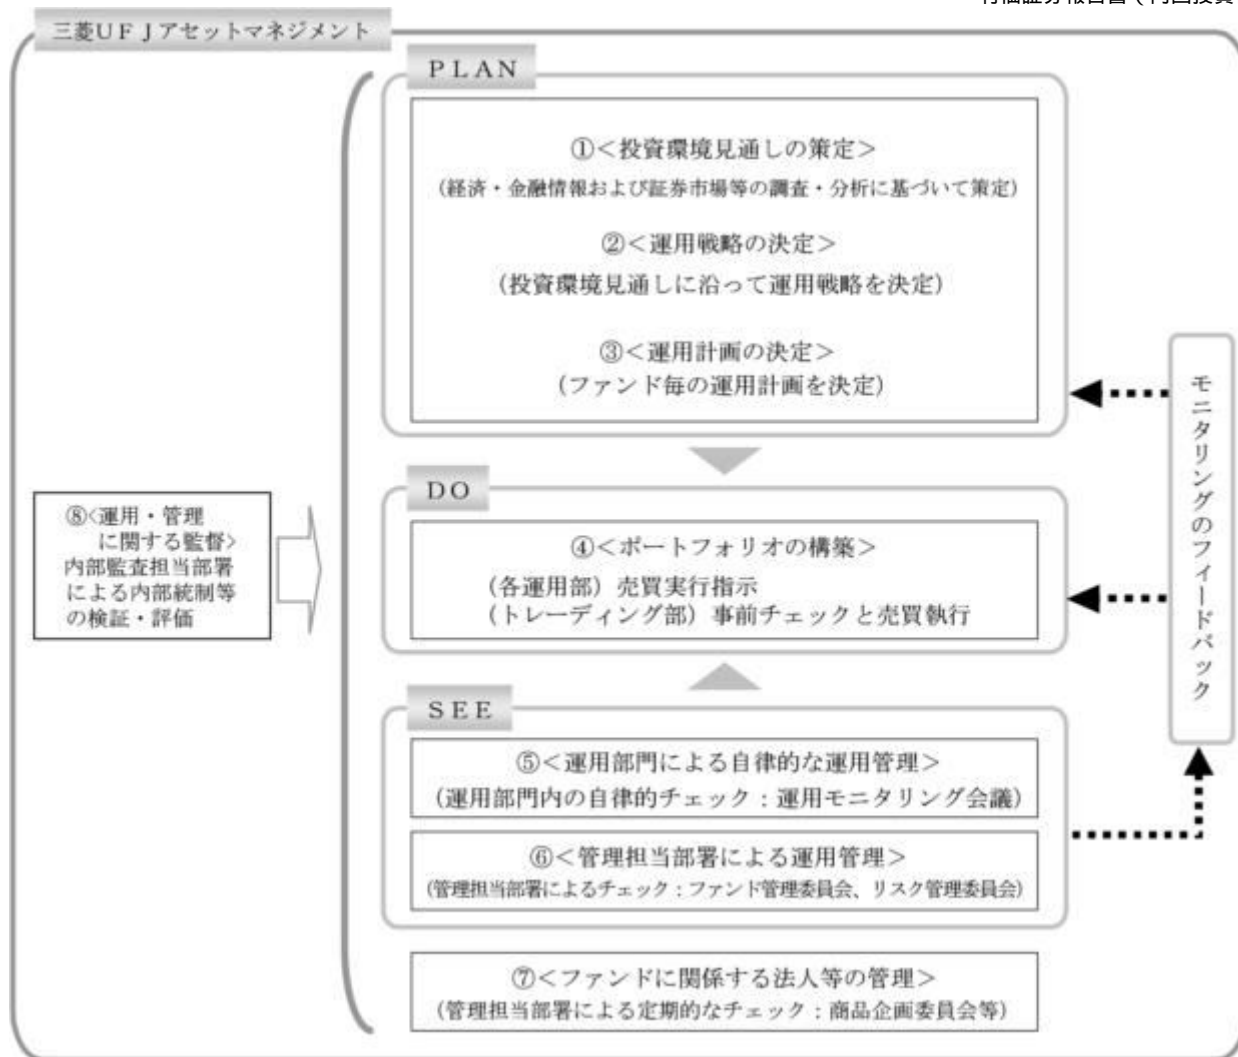 三菱UFJアセットマネジメント
PLAN
①<投資環境見通しの策定>
(経済・金融情報および証券市場等の調査・分析に基づいて策定)
②<運用戦略の決定>
(投資環境見通しに沿って運用戦略を決定)
③<運用計画の決定>
(ファンド毎の運用計画を決定)
DO
④<ポートフォリオの構築>
(各運用部)売買実行指示
(トレーディング部)事前チェックと売買執行
SEE
⑤<運用部門による自律的な運用管理>
(運用部門内の自律的チェック:運用モニタリング会議)
⑥<管理担当部署による運用管理>
(管理担当部署によるチェック:ファンド管理委員会、リスク管理委員会)
⑦<ファンドに関係する法人等の管理>
(管理担当部署による定期的なチェック:商品企画委員会等)
⑧<運用・管理
に関する監督>
内部監査担当部署
による内部統制等
の検証・評価
モニタリングのフィードバック